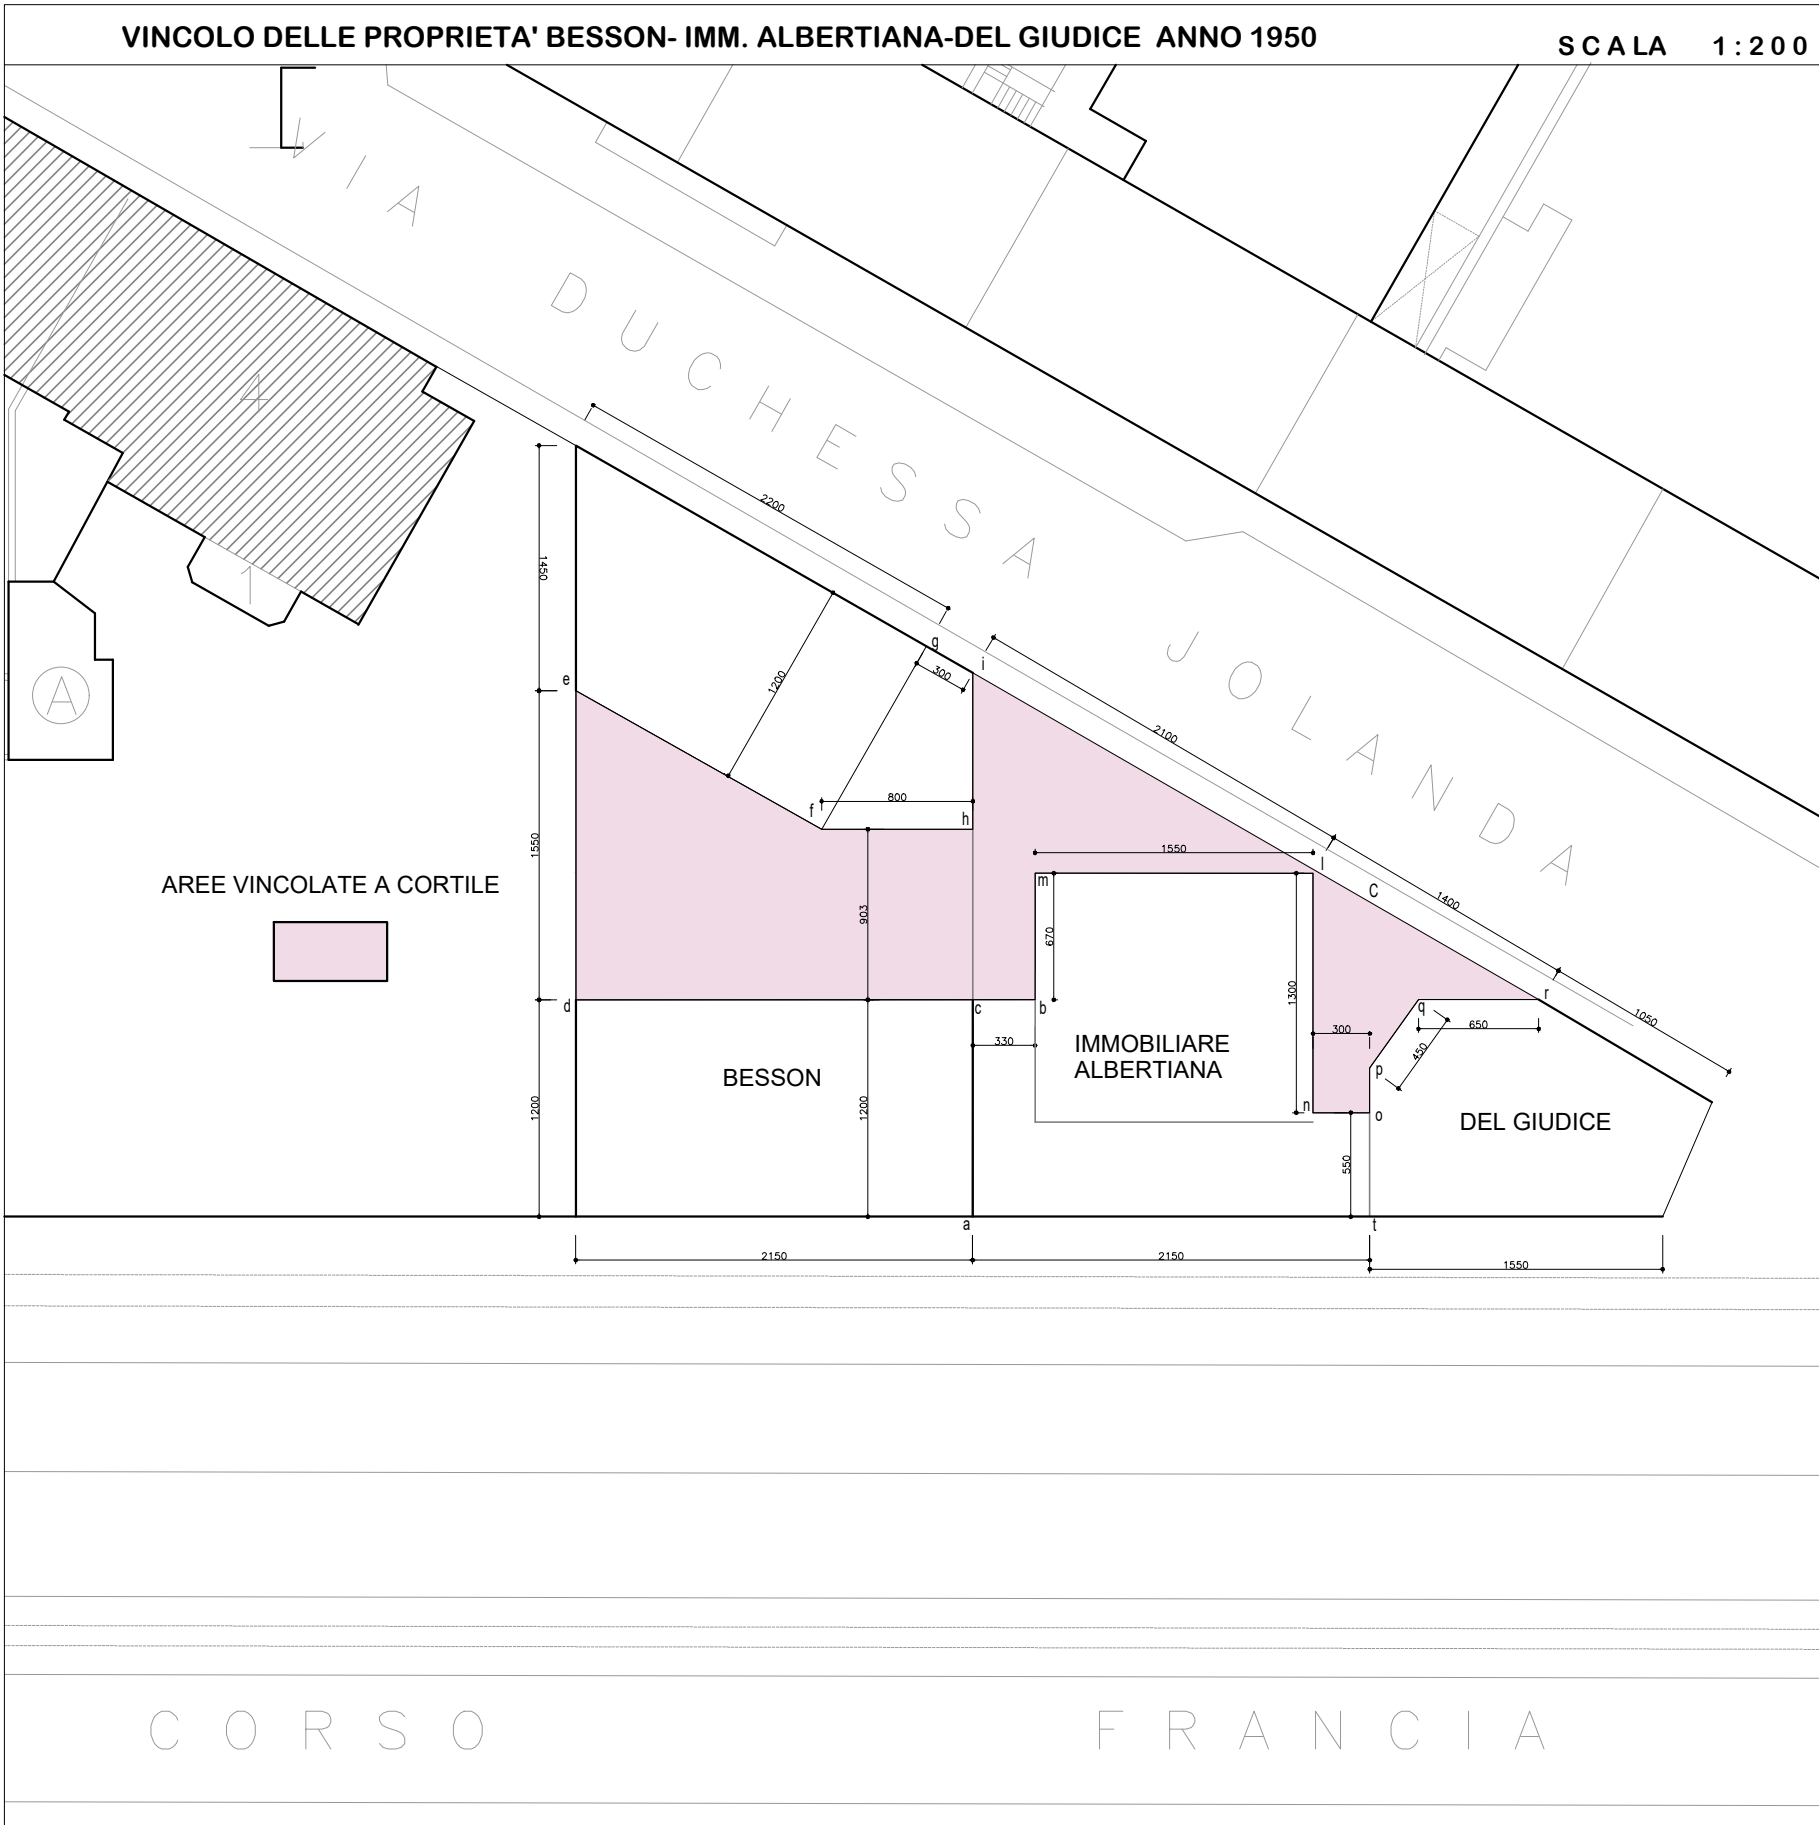 VINCOLO DELLE PROPRIETA' BESSON- IMM. ALBERTIANA-DEL GIUDICE ANNO 1950
SCALA 1:200
VIA DUCHESSA JOLANDA
4
1
A
2200
1450
g
i
300
e
1200
2100
f
800
h
1550
1550
l
C
1400
m
AREE VINCOLATE A CORTILE
903
670
1300
d
c
b
q
r
650
1050
300
330
450
IMMOBILIARE
ALBERTIANA
BESSON
p
n
o
1200
1200
DEL GIUDICE
550
a
t
2150
2150
1550
CORSO FRANCIA